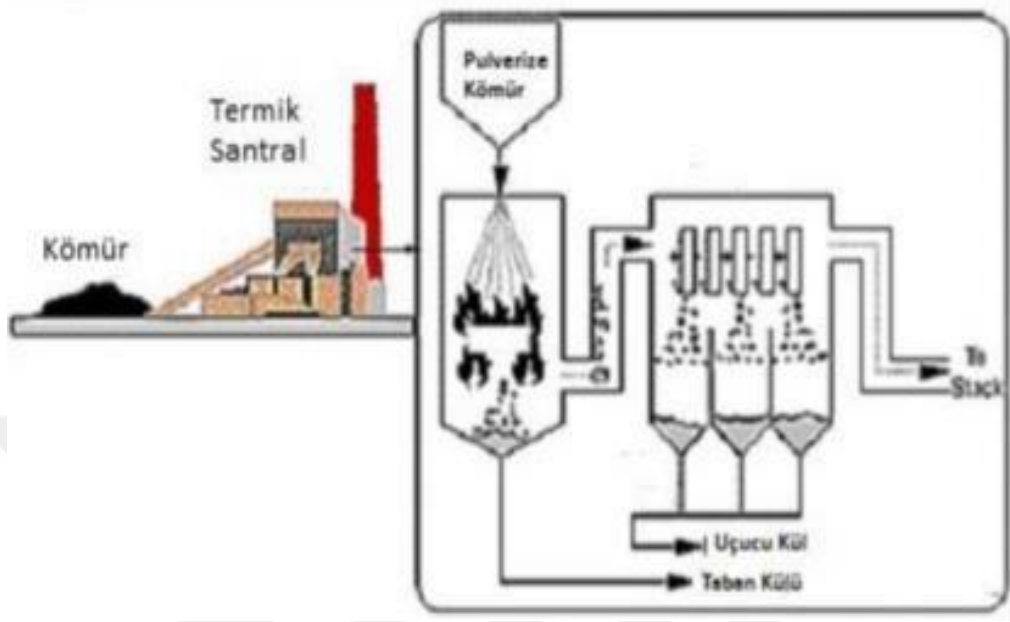 Kömür
Termik
Santral
Pulverize
Kömür
To
Stack
Uçucu Kül
Taban Külü